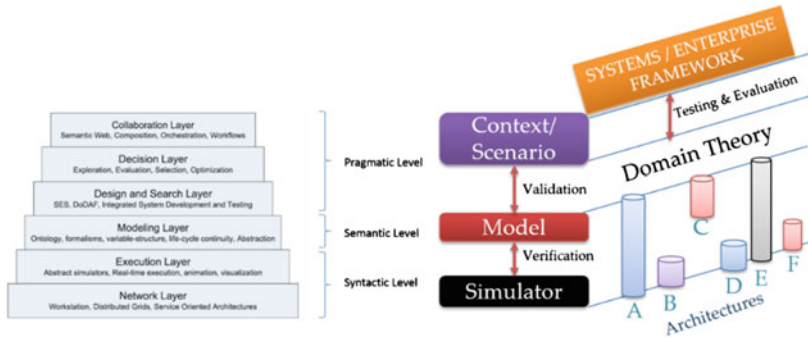 Collaboration Layer
Semantic Web, Composition, Orchestration, Workflows
Decision Layer
Exploration, Evaluation, Selection, Optimization
Design and Search Layer
SES, DoDAF, Integrated System Development and Testing
Modeling Layer
Ontology, formalisms, variable-structure, life-cycle continuity, Abstraction
Execution Layer
Abstract simulators, Real-time execution, animation, visualization
Network Layer
Workstation, Distributed Grids, Service Oriented Architectures
Pragmatic Level
Semantic Level
Syntactic Level
Context/
Scenario
Validation
Model
Verification
Simulator
SYSTEMS / ENTERPRISE
FRAMEWORK
Testing & Evaluation
Domain Theory
A
B
C
D
E
F
Architectures